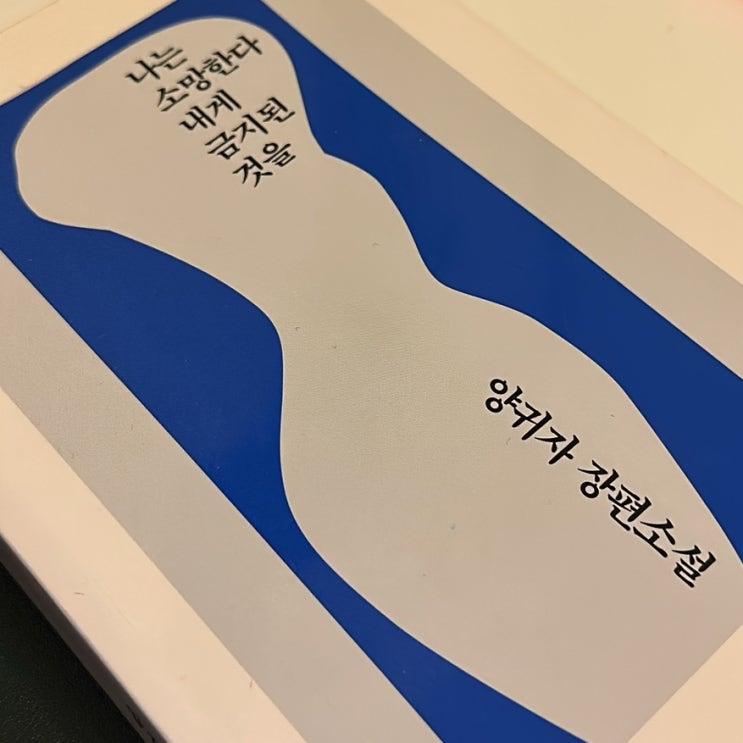 나는
소망한다
내게
금지된
것을
양귀자 장편소설